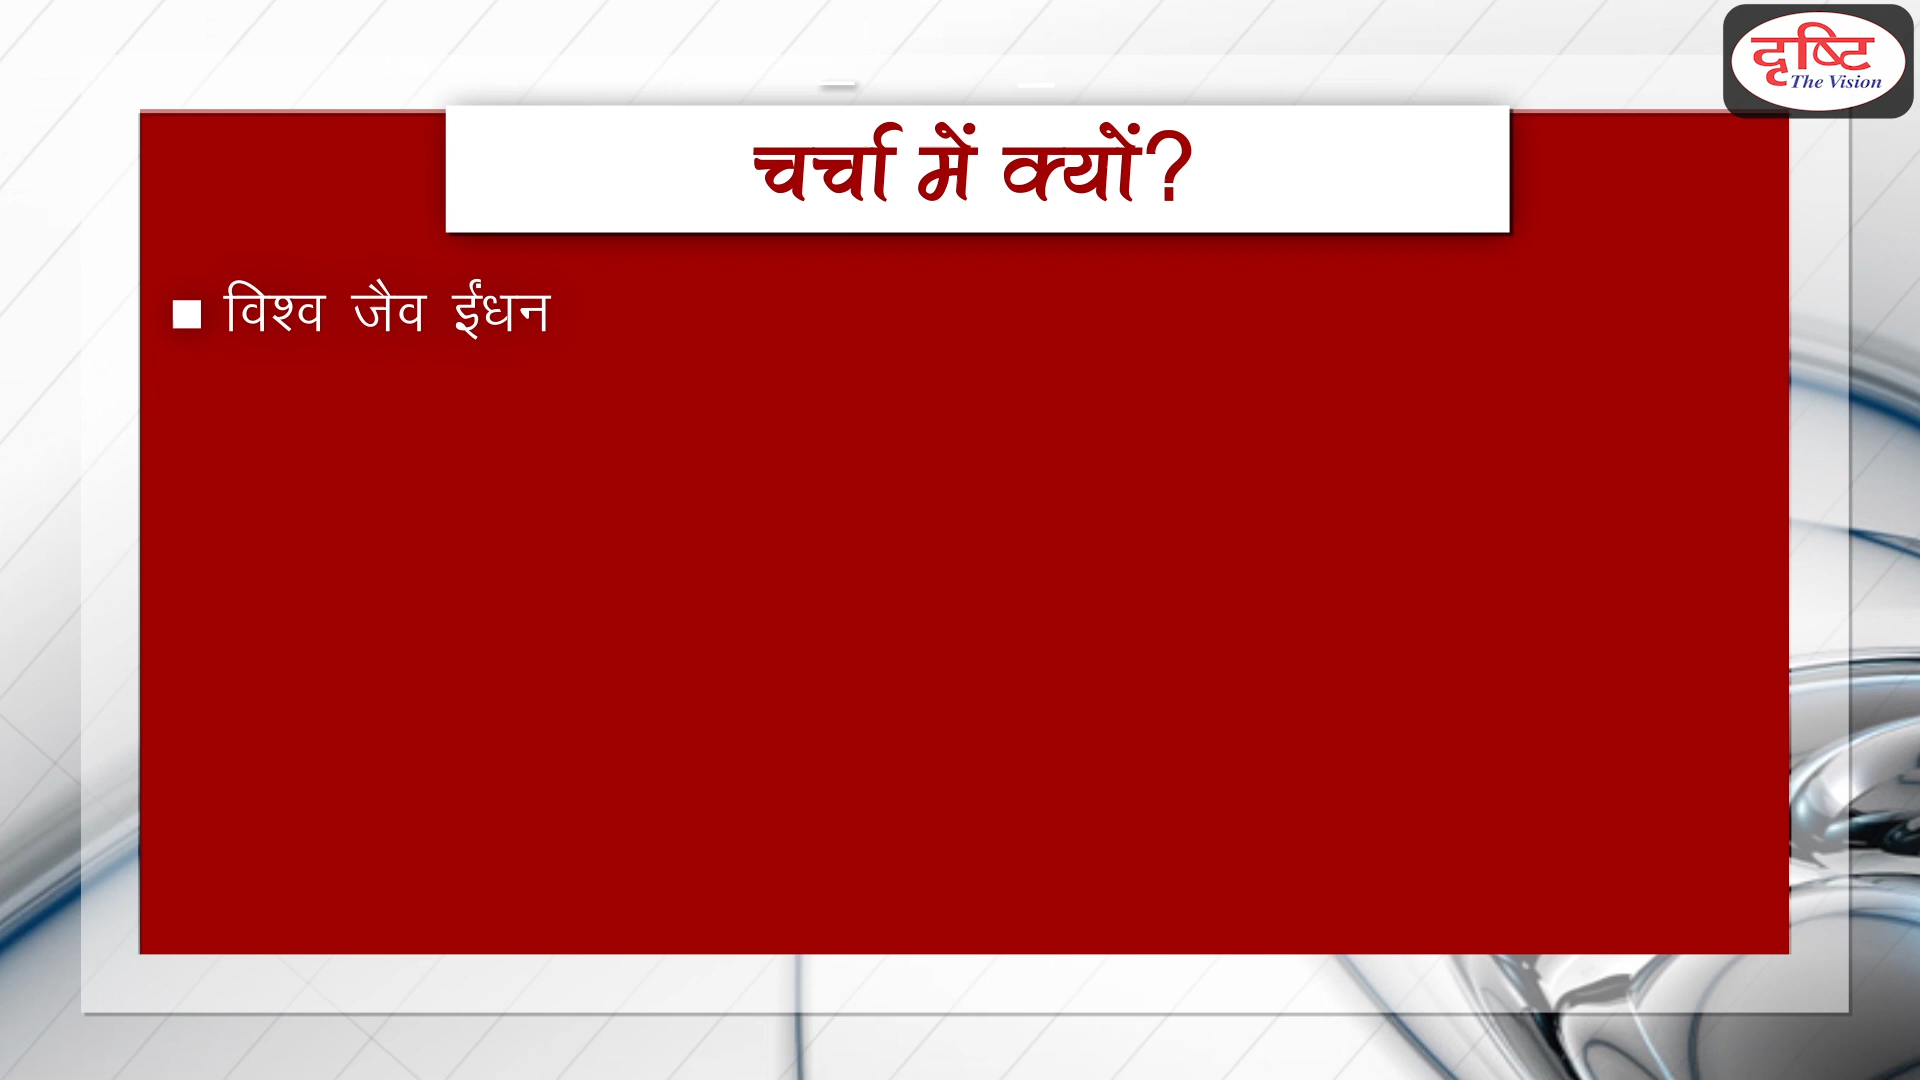 दृष्टि
The Vision
चर्चा में क्यों?
■ विश्व जैव ईंधन